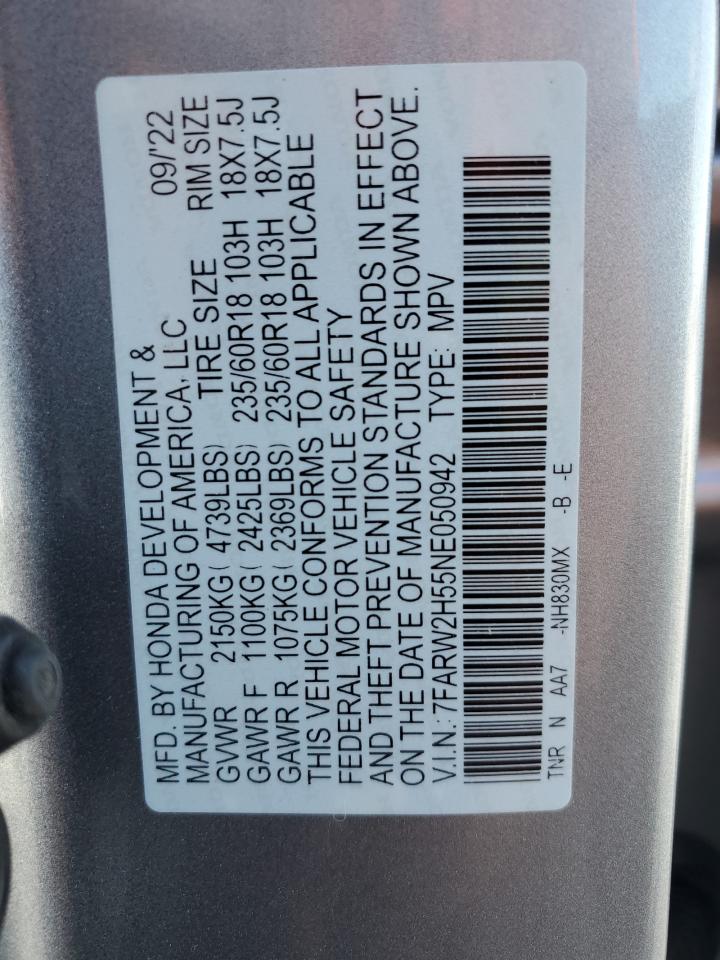 MFD. BY HONDA DEVELOPMENT & 09/'22
MANUFACTURING OF AMERICA, LLC
GVWR 2150KG( 4739LBS) TIRE SIZE RIM SIZE
GAWR F 1100KG( 2425LBS) 235/60R18 103H 18X7.5J
GAWR R 1075KG( 2369LBS) 235/60R18 103H 18X7.5J
THIS VEHICLE CONFORMS TO ALL APPLICABLE
FEDERAL MOTOR VEHICLE SAFETY
AND THEFT PREVENTION STANDARDS IN EFFECT
ON THE DATE OF MANUFACTURE SHOWN ABOVE.
V.I.N.: 7FARW2H55NE050942 TYPE: MPV
TNR N AA7 -NH830MX -B -E